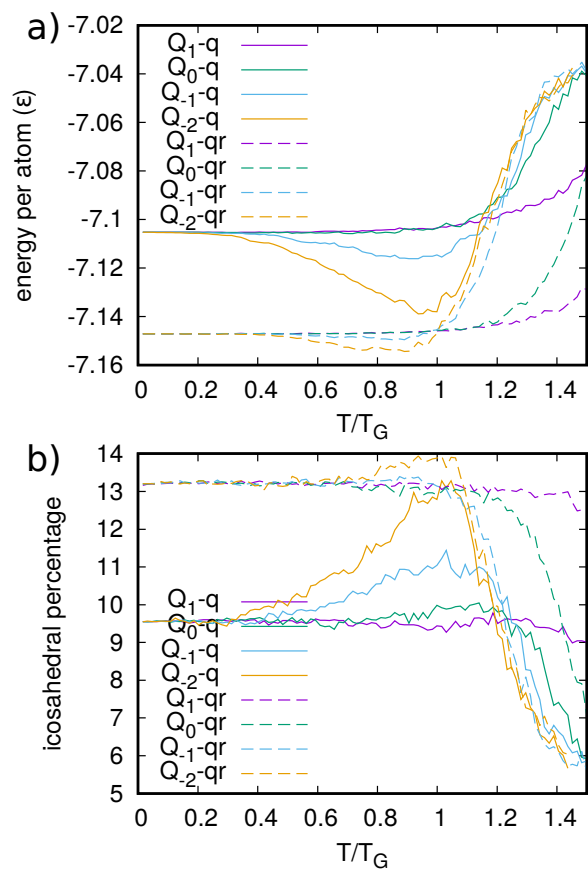 a)
energy per atom (ε)
-7.02
-7.04
-7.06
-7.08
-7.1
-7.12
-7.14
-7.16
Q₁-q
Q₀-q
Q₋₁-q
Q₋₂-q
Q₁-qr
Q₀-qr
Q₋₁-qr
Q₋₂-qr
0 0.2 0.4 0.6 0.8 1 1.2 1.4
T/T_G
b)
icosahedral percentage
14
13
12
11
10
9
8
7
6
5
Q₁-q
Q₀-q
Q₋₁-q
Q₋₂-q
Q₁-qr
Q₀-qr
Q₋₁-qr
Q₋₂-qr
0 0.2 0.4 0.6 0.8 1 1.2 1.4
T/T_G